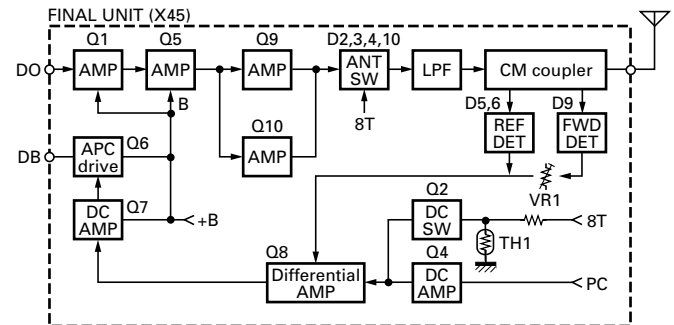 FINAL UNIT (X45)
Q1 Q5 Q9 D2,3,4,10
DO AMP AMP AMP ANT SW LPF CM coupler
B
8T
Q10
AMP
D5,6 D9
REF DET FWD DET
VR1
DB APC drive Q6
DC AMP Q7
+B
Q2
DC SW
8T
TH1
Q8
Differential AMP
Q4
DC AMP
PC